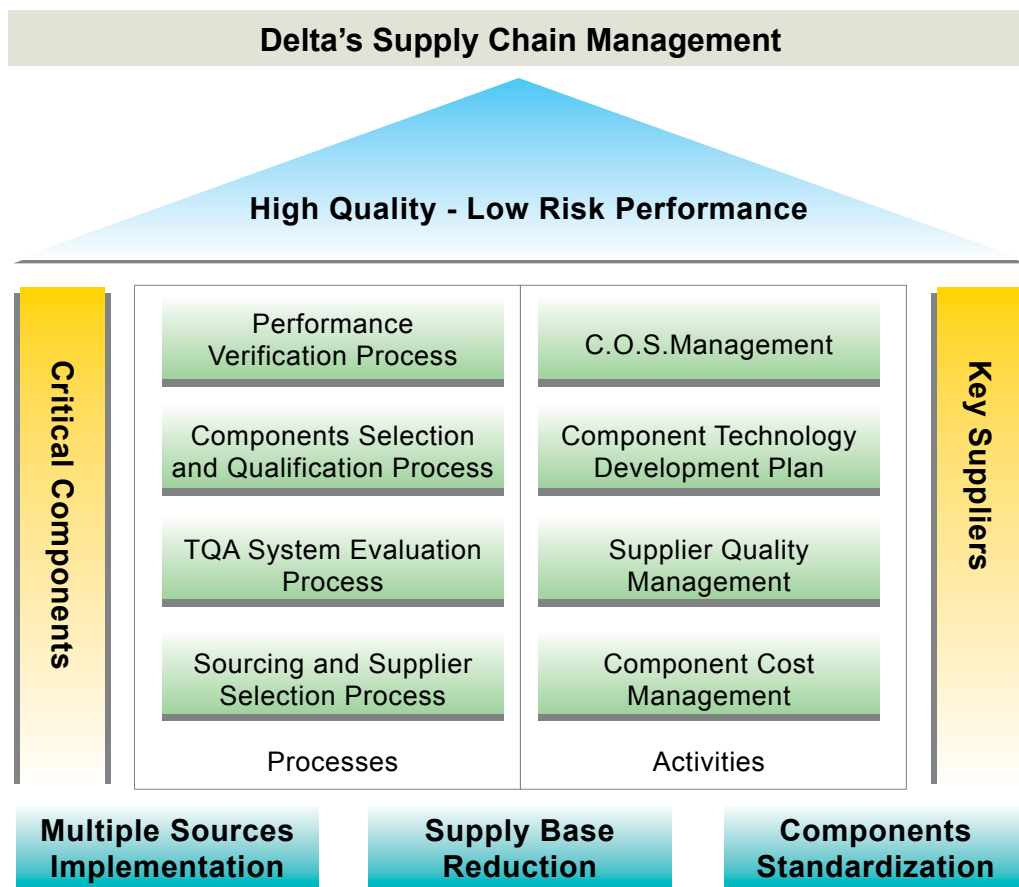 Delta's Supply Chain Management
High Quality - Low Risk Performance
Critical Components
Performance
Verification Process
Components Selection
and Qualification Process
TQA System Evaluation
Process
Sourcing and Supplier
Selection Process
Processes
C.O.S.Management
Component Technology
Development Plan
Supplier Quality
Management
Component Cost
Management
Activities
Key Suppliers
Multiple Sources
Implementation
Supply Base
Reduction
Components
Standardization